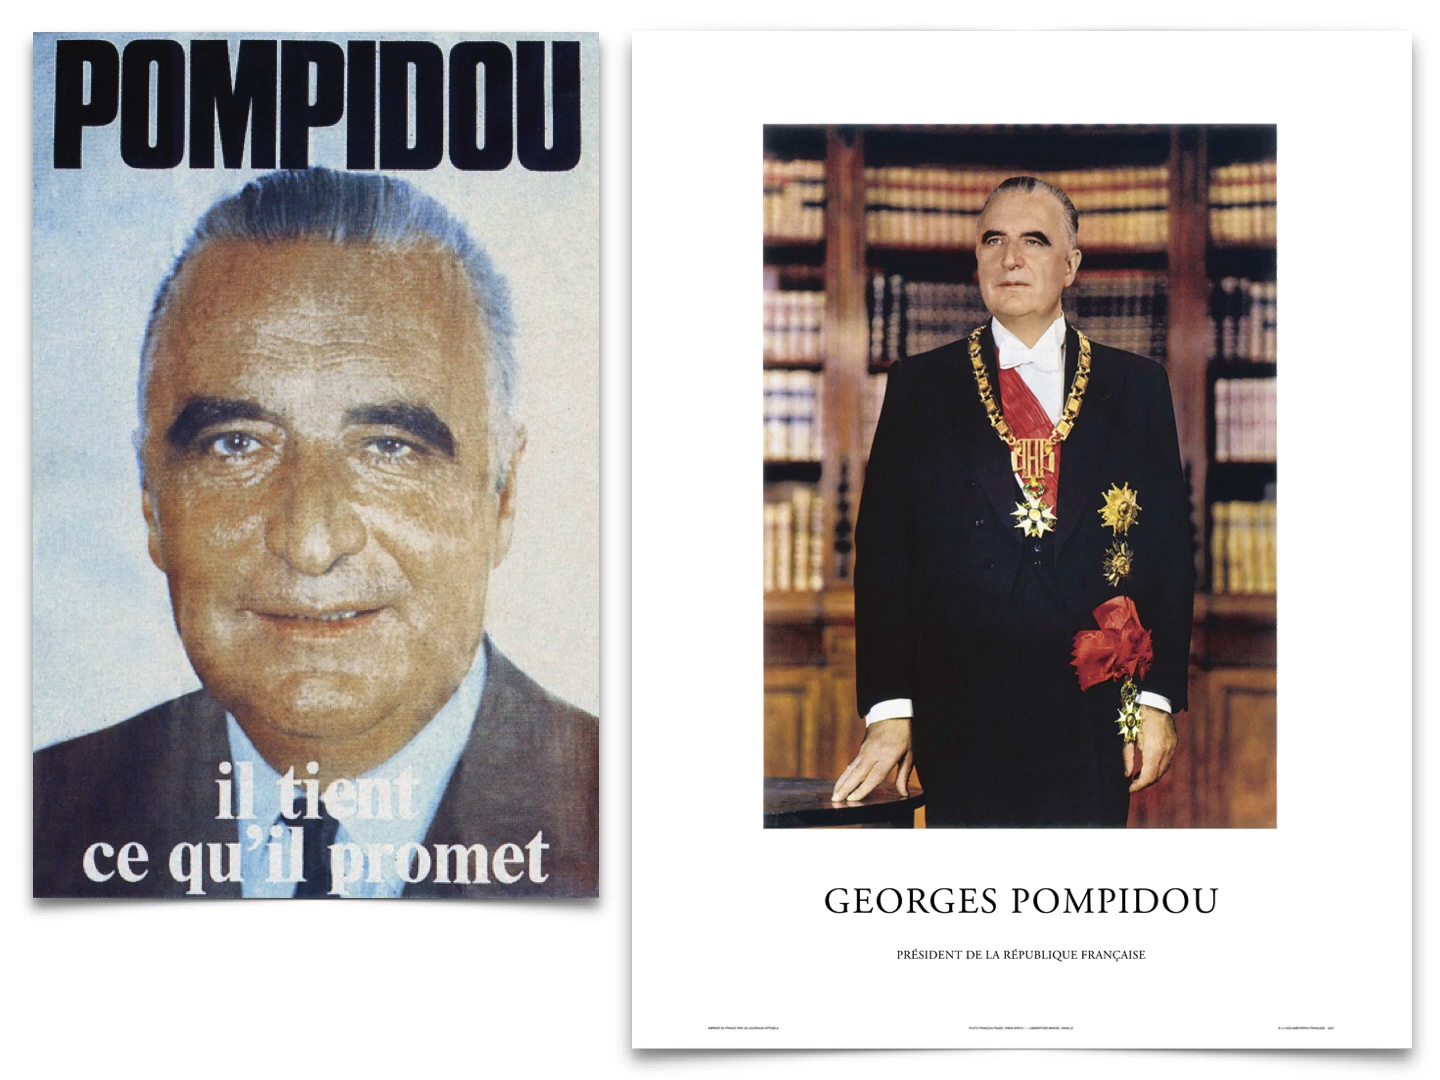 POMPIDOU
il tient
ce qu'il promet
GEORGES POMPIDOU
PRÉSIDENT DE LA RÉPUBLIQUE FRANÇAISE